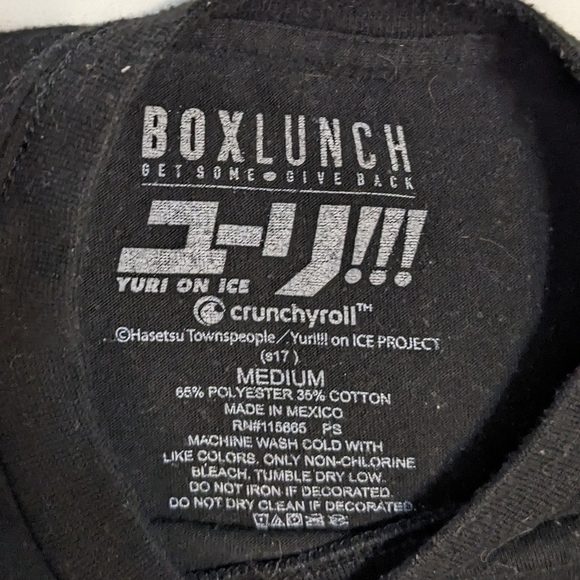 BOXLUNCH
GET SOME • GIVE BACK
ユーリ!!!
YURI ON ICE
crunchyroll™
©Hasetsu Townspeople/Yuri!!! on ICE PROJECT
(s17)
MEDIUM
65% POLYESTER 35% COTTON
MADE IN MEXICO
RN#115665 PS
MACHINE WASH COLD WITH
LIKE COLORS, ONLY NON-CHLORINE
BLEACH, TUMBLE DRY LOW.
DO NOT IRON IF DECORATED.
DO NOT DRY CLEAN IF DECORATED.